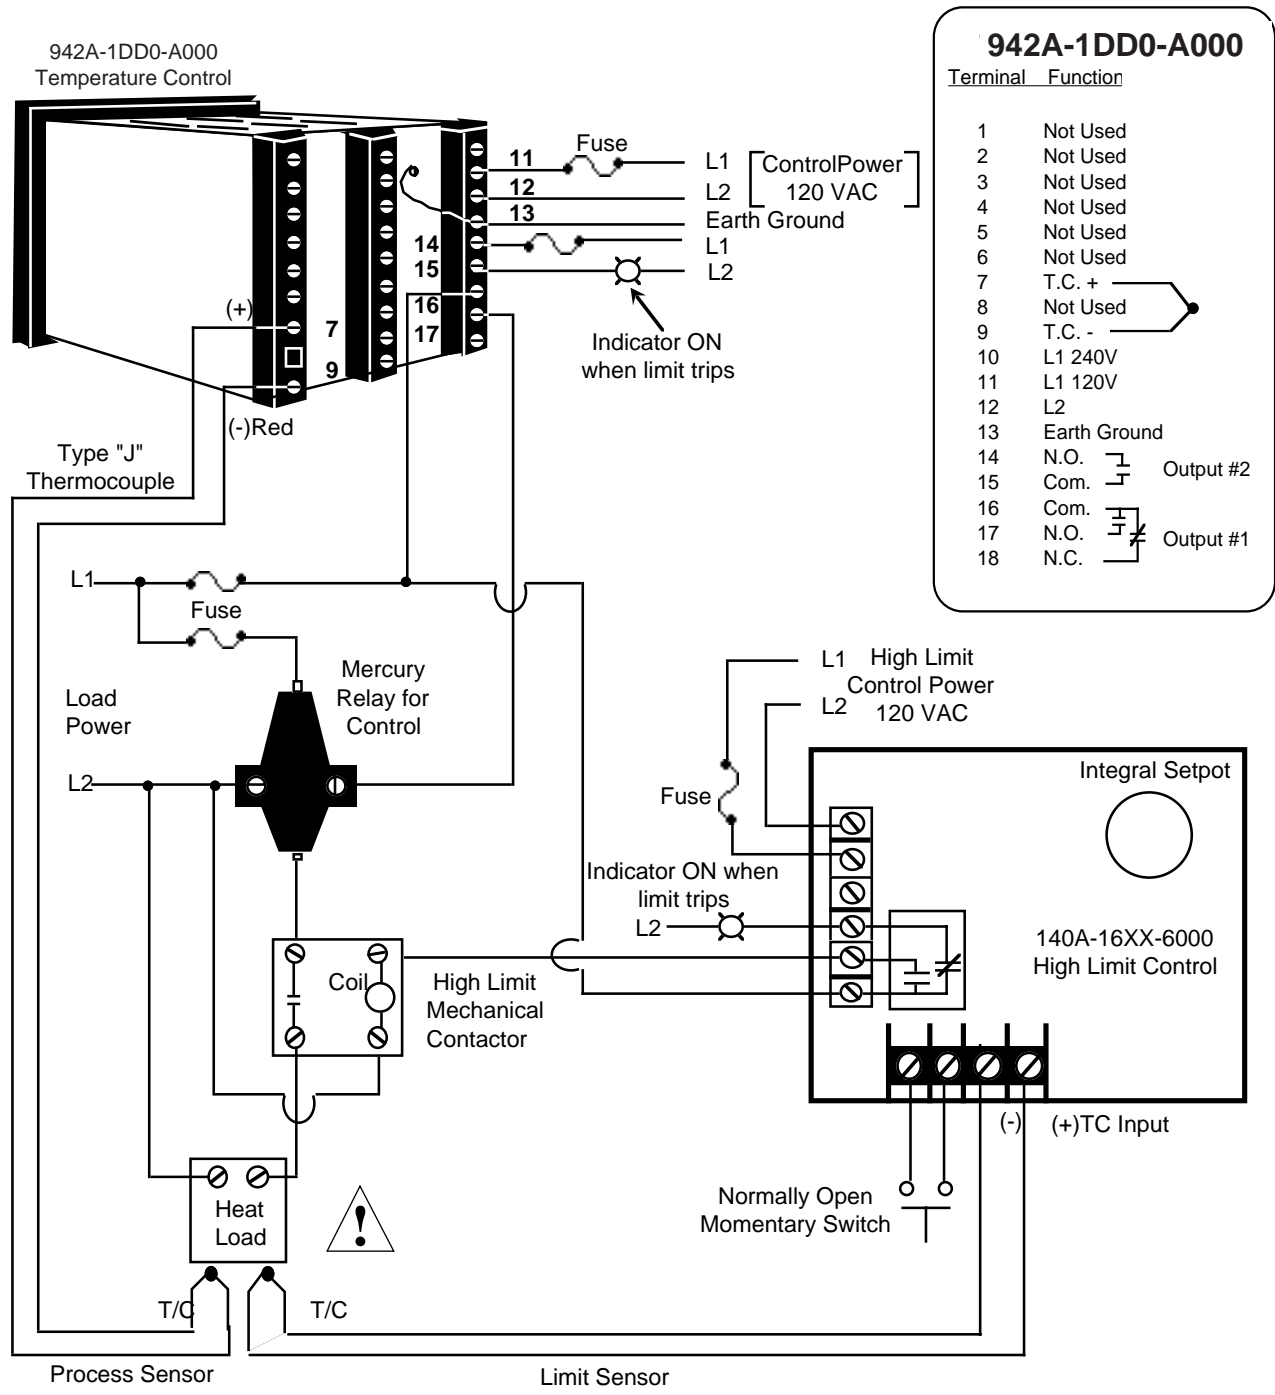 942A-1DD0-A000
Temperature Control
11
Fuse
L1
ControlPower
12
L2
120 VAC
13
Earth Ground
14
L1
15
L2
(+)
16
7
17
9
Indicator ON
when limit trips
(-)Red
Type "J"
Thermocouple
942A-1DD0-A000
Terminal Function
1 Not Used
2 Not Used
3 Not Used
4 Not Used
5 Not Used
6 Not Used
7 T.C. +
8 Not Used
9 T.C. -
10 L1 240V
11 L1 120V
12 L2
13 Earth Ground
14 N.O.
Output #2
15 Com.
16 Com.
17 N.O.
Output #1
18 N.C.
L1
Fuse
Load
Power
Mercury
Relay for
Control
L2
L1 High Limit
Control Power
L2 120 VAC
Fuse
Integral Setpot
Indicator ON when
limit trips
L2
140A-16XX-6000
High Limit Control
Coil
High Limit
Mechanical
Contactor
(-) (+)TC Input
Normally Open
Momentary Switch
Heat
Load
!
T/C
T/C
Process Sensor
Limit Sensor